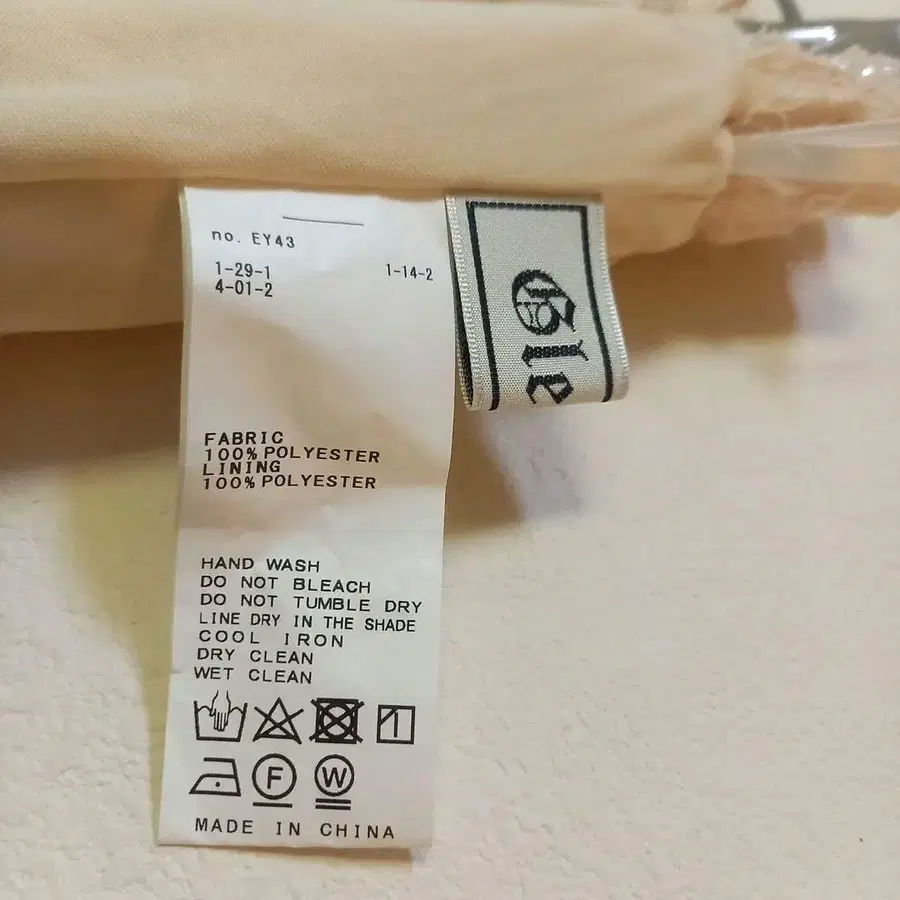 no. EY43
1-29-1 1-14-2
4-01-2
FABRIC
100% POLYESTER
LINING
100% POLYESTER
HAND WASH
DO NOT BLEACH
DO NOT TUMBLE DRY
LINE DRY IN THE SHADE
COOL IRON
DRY CLEAN
WET CLEAN
F W
MADE IN CHINA